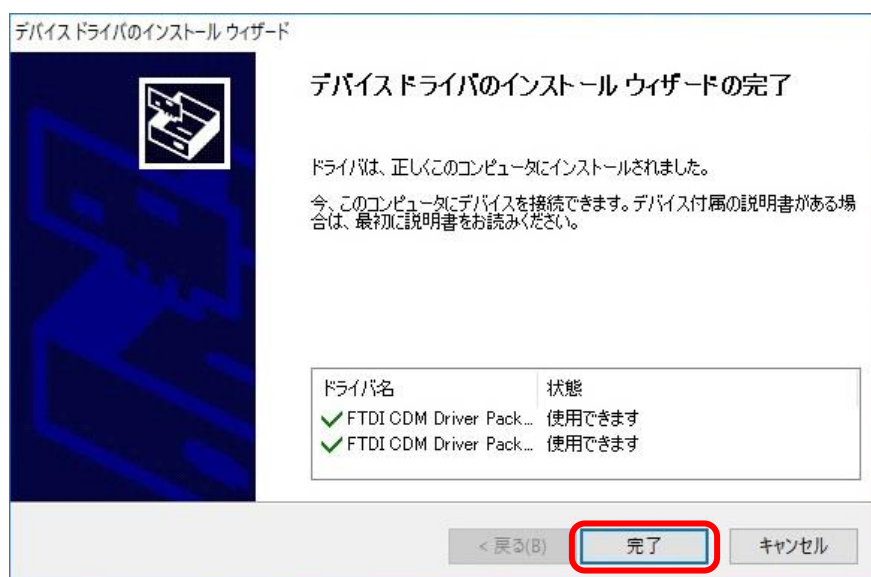 デバイス ドライバのインストール ウィザード
デバイス ドライバのインストール ウィザードの完了
ドライバは、正しくこのコンピュータにインストールされました。
今、このコンピュータにデバイスを接続できます。デバイス付属の説明書がある場
合は、最初に説明書をお読みください。
ドライバ名 状態
FTDI CDM Driver Pack... 使用できます
FTDI CDM Driver Pack... 使用できます
< 戻る(B) 完了 キャンセル